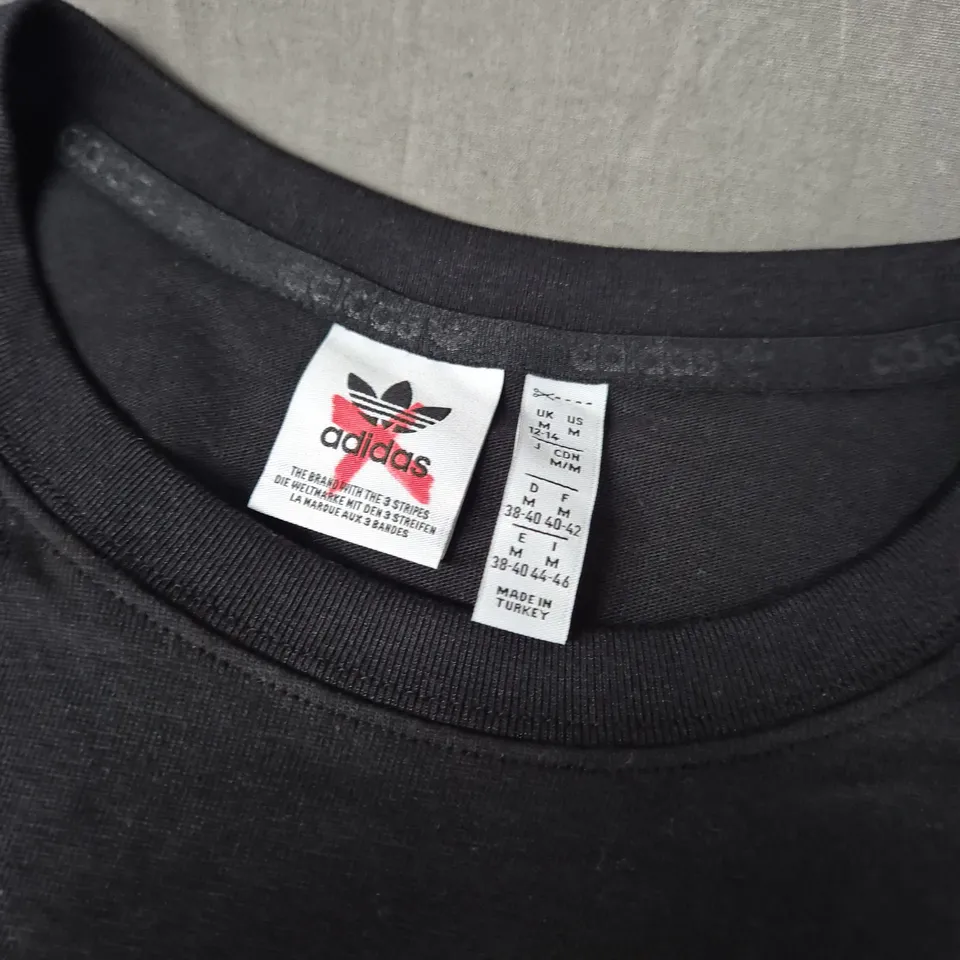 adidas
THE BRAND WITH THE 3 STRIPES
DIE WELTMARKE MIT DEN 3 STREIFEN
LA MARQUE AUX 3 BANDES
UK US
M M
12-14
J CDN
M/M
D F
M M
38-40 40-42
E I
M M
38-40 44-46
MADE IN
TURKEY
adidas
adidas